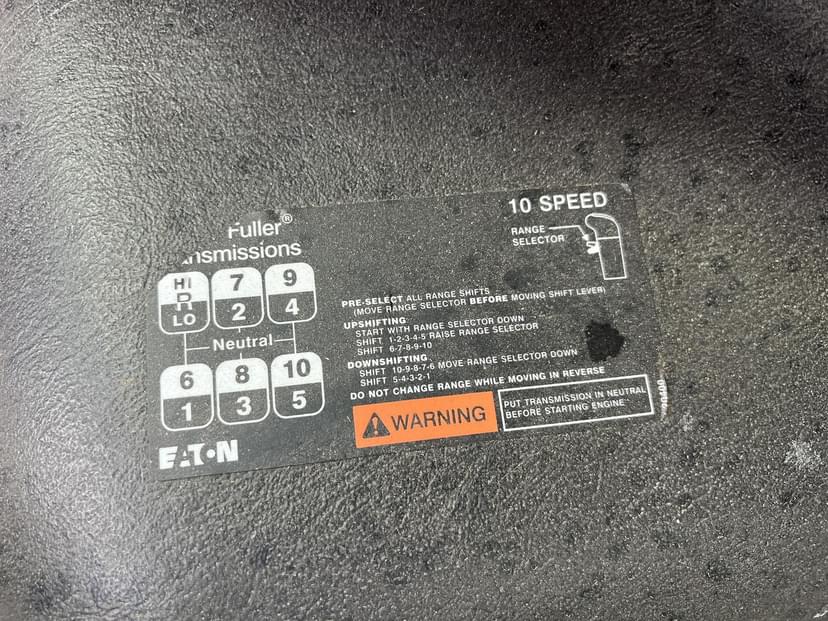 Fuller®
10 SPEED
RANGE
SELECTOR
HI
R
LO
7
2
9
4
Neutral
6
1
8
3
10
5
EATON
PRE-SELECT ALL RANGE SHIFTS
(MOVE RANGE SELECTOR BEFORE MOVING SHIFT LEVER)
UPSHIFTING
START WITH RANGE SELECTOR DOWN
SHIFT 1-2-3-4-5 RAISE RANGE SELECTOR
SHIFT 6-7-8-9-10
DOWNSHIFTING
SHIFT 10-9-8-7-6 MOVE RANGE SELECTOR DOWN
SHIFT 5-4-3-2-1
DO NOT CHANGE RANGE WHILE MOVING IN REVERSE
WARNING
PUT TRANSMISSION IN NEUTRAL
BEFORE STARTING ENGINE